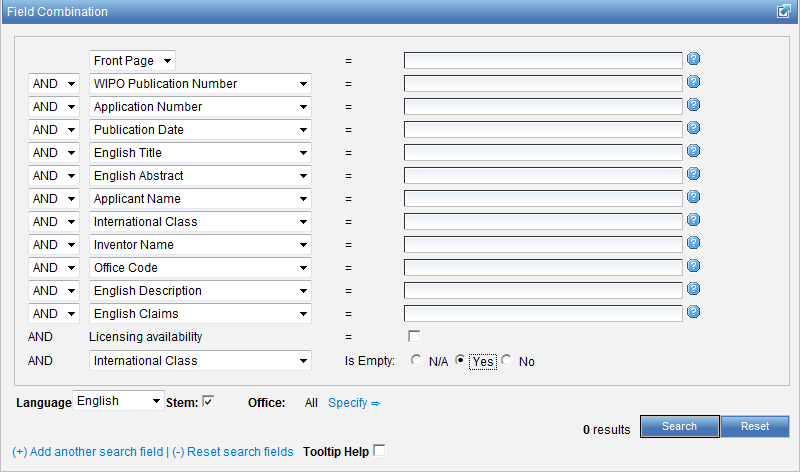 Field Combination
Front Page =
AND WIPO Publication Number =
AND Application Number =
AND Publication Date =
AND English Title =
AND English Abstract =
AND Applicant Name =
AND International Class =
AND Inventor Name =
AND Office Code =
AND English Description =
AND English Claims =
AND Licensing availability =
AND International Class Is Empty: N/A Yes No
Language English Stem: Office: All Specify ⇨
0 results Search Reset
(+) Add another search field | (-) Reset search fields Tooltip Help